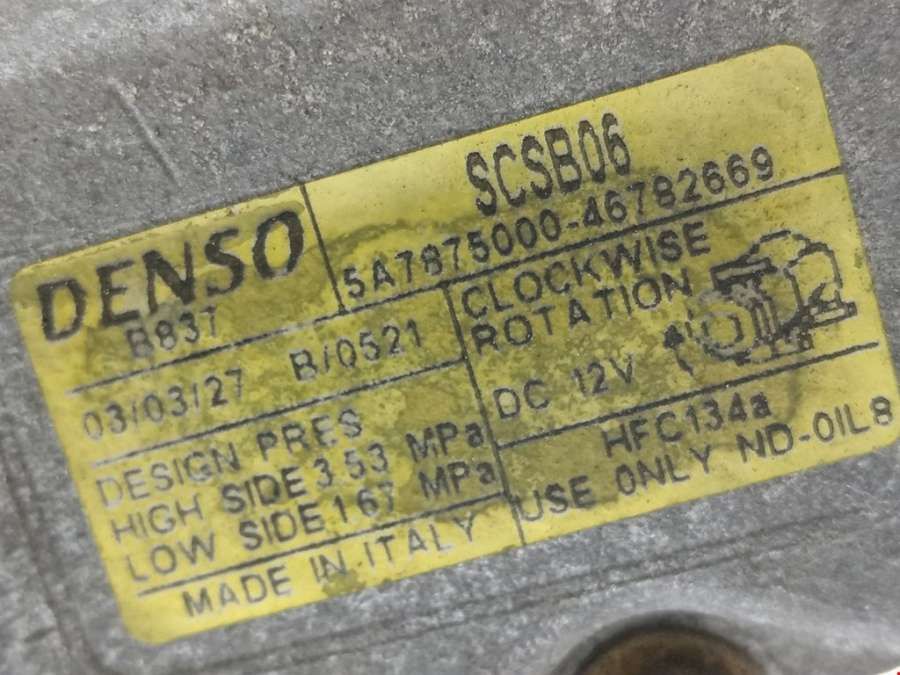 DENSO
B83T
SCSB06
5A7875000-46782669
03/03/27 B/0521
CLOCKWISE
ROTATION
DC 12V
DESIGN PRES
HIGH SIDE 3.53 MPa
LOW SIDE 1.67 MPa
HFC134a
USE ONLY ND-OIL8
MADE IN ITALY